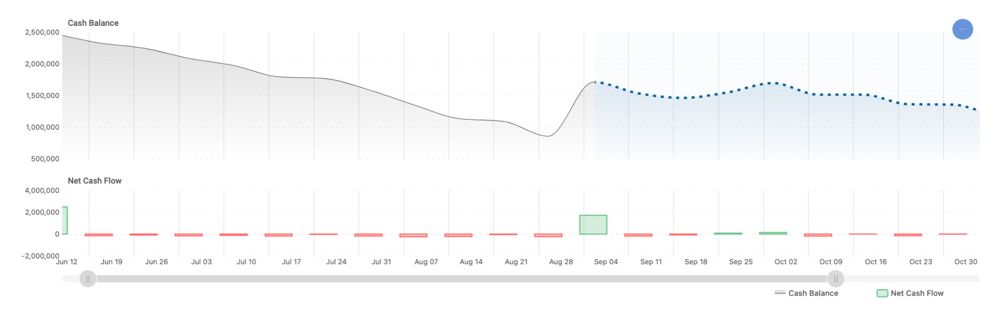 Cash Balance
2,500,000
2,000,000
1,500,000
1,000,000
500,000
Net Cash Flow
4,000,000
2,000,000
0
-2,000,000
Jun 12 Jun 19 Jun 26 Jul 03 Jul 10 Jul 17 Jul 24 Jul 31 Aug 07 Aug 14 Aug 21 Aug 28 Sep 04 Sep 11 Sep 18 Sep 25 Oct 02 Oct 09 Oct 16 Oct 23 Oct 30
Cash Balance Net Cash Flow